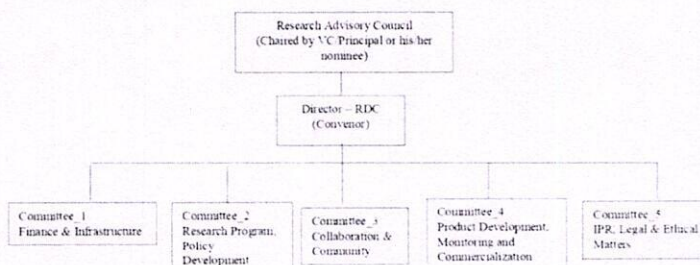 Research Advisory Council
(Chaired by VC/Principal or his/her
nominee)
Director – RDC
(Convenor)
Committee_1
Finance & Infrastructure
Committee_2
Research Program,
Policy
Development
Committee_3
Collaboration &
Community
Committee_4
Product Development,
Monitoring and
Commercialization
Committee_5
IPR, Legal & Ethical
Matters